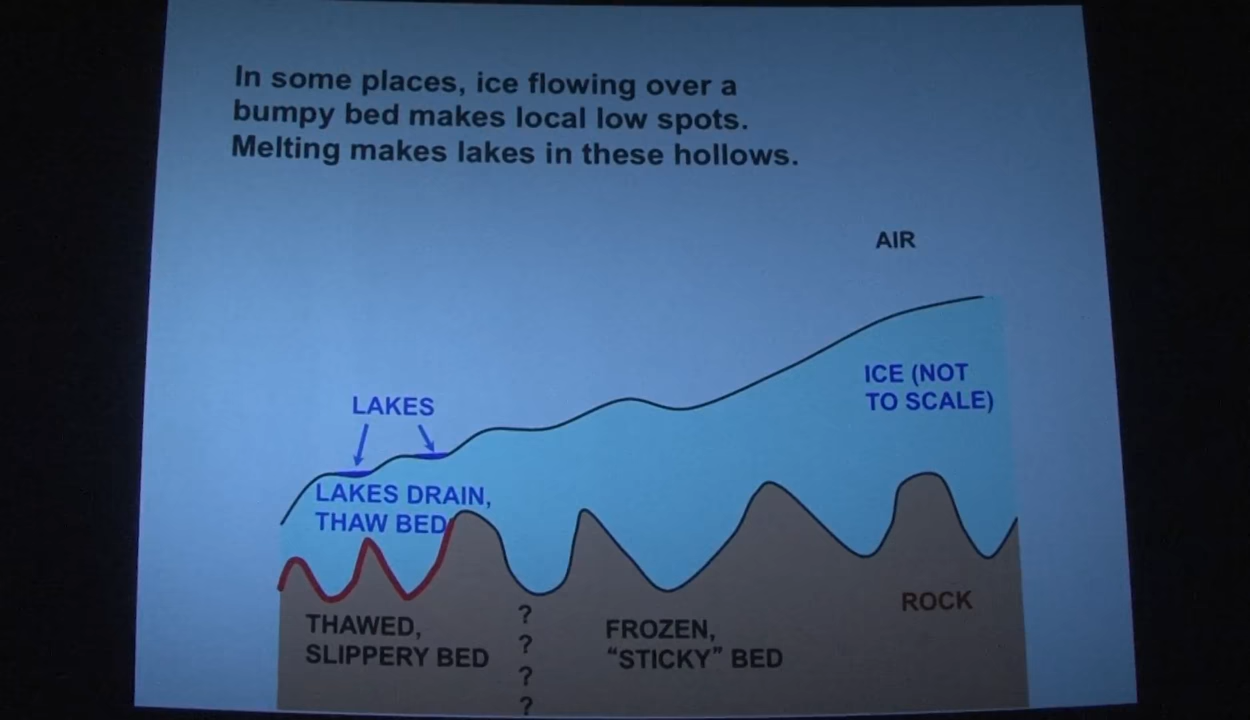 In some places, ice flowing over a
bumpy bed makes local low spots.
Melting makes lakes in these hollows.
AIR
ICE (NOT
TO SCALE)
LAKES
LAKES DRAIN,
THAW BED
THAWED,
SLIPPERY BED
?
?
?
?
FROZEN,
“STICKY” BED
ROCK